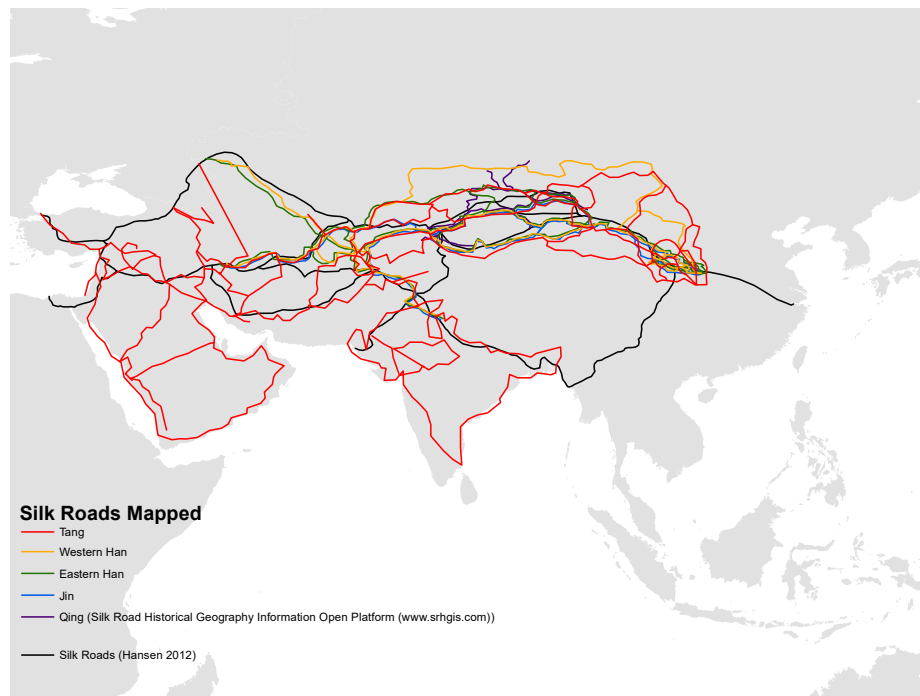 Silk Roads Mapped
Tang
Western Han
Eastern Han
Jin
Qing (Silk Road Historical Geography Information Open Platform (www.srhgis.com))
Silk Roads (Hansen 2012)